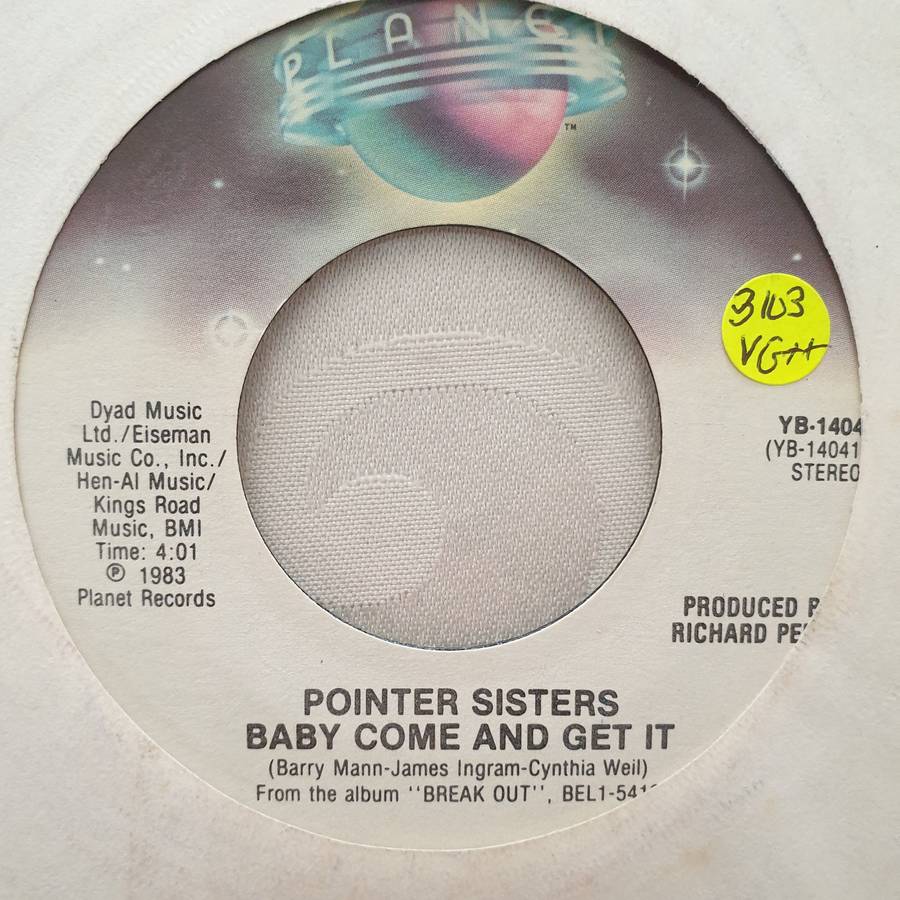 PLANET
TM
3103
VG++
Dyad Music
Ltd./Eiseman
Music Co., Inc./
Hen-Al Music/
Kings Road
Music, BMI
Time: 4:01
℗ 1983
Planet Records
YB-1404
(YB-14041
STEREO
PRODUCED
RICHARD
POINTER SISTERS
BABY COME AND GET IT
(Barry Mann-James Ingram-Cynthia Weil)
From the album "BREAK OUT", BEL1-541